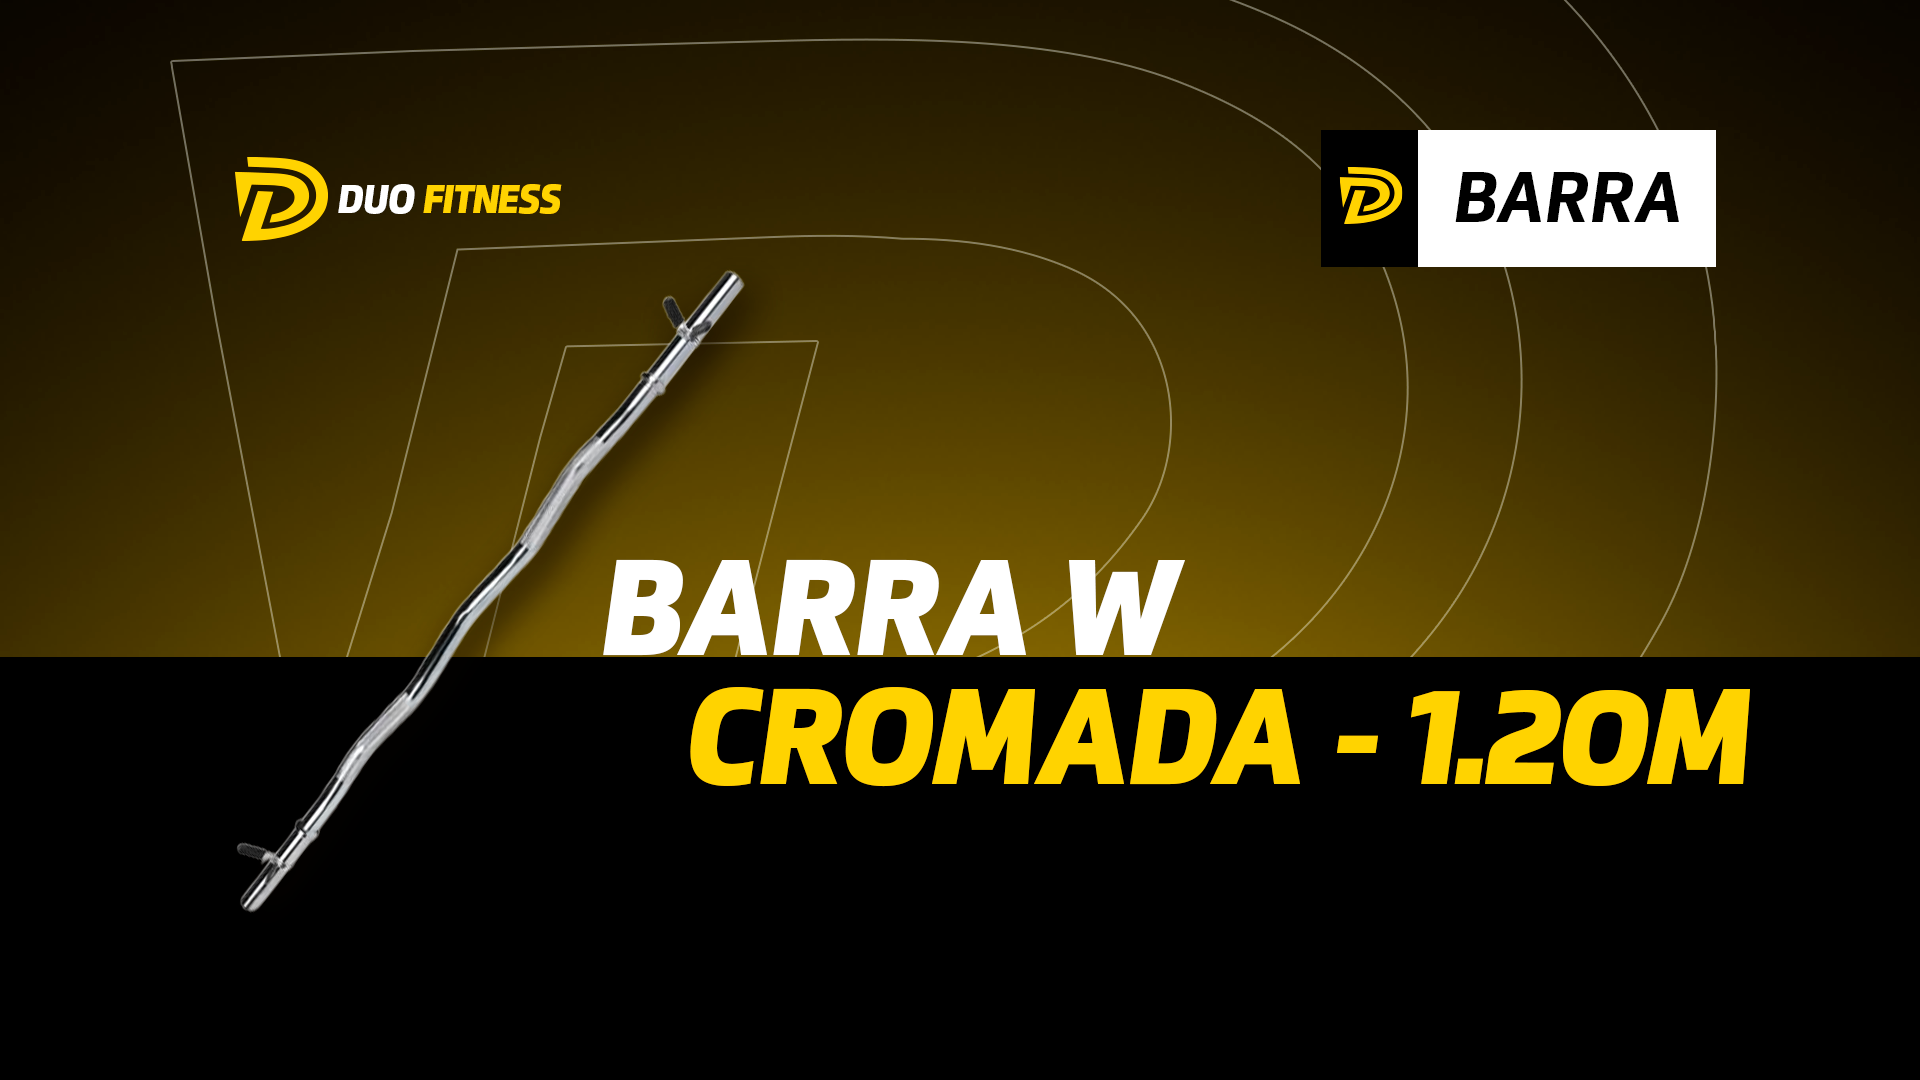 DUO FITNESS
BARRA
BARRA W
CROMADA - 1.20M